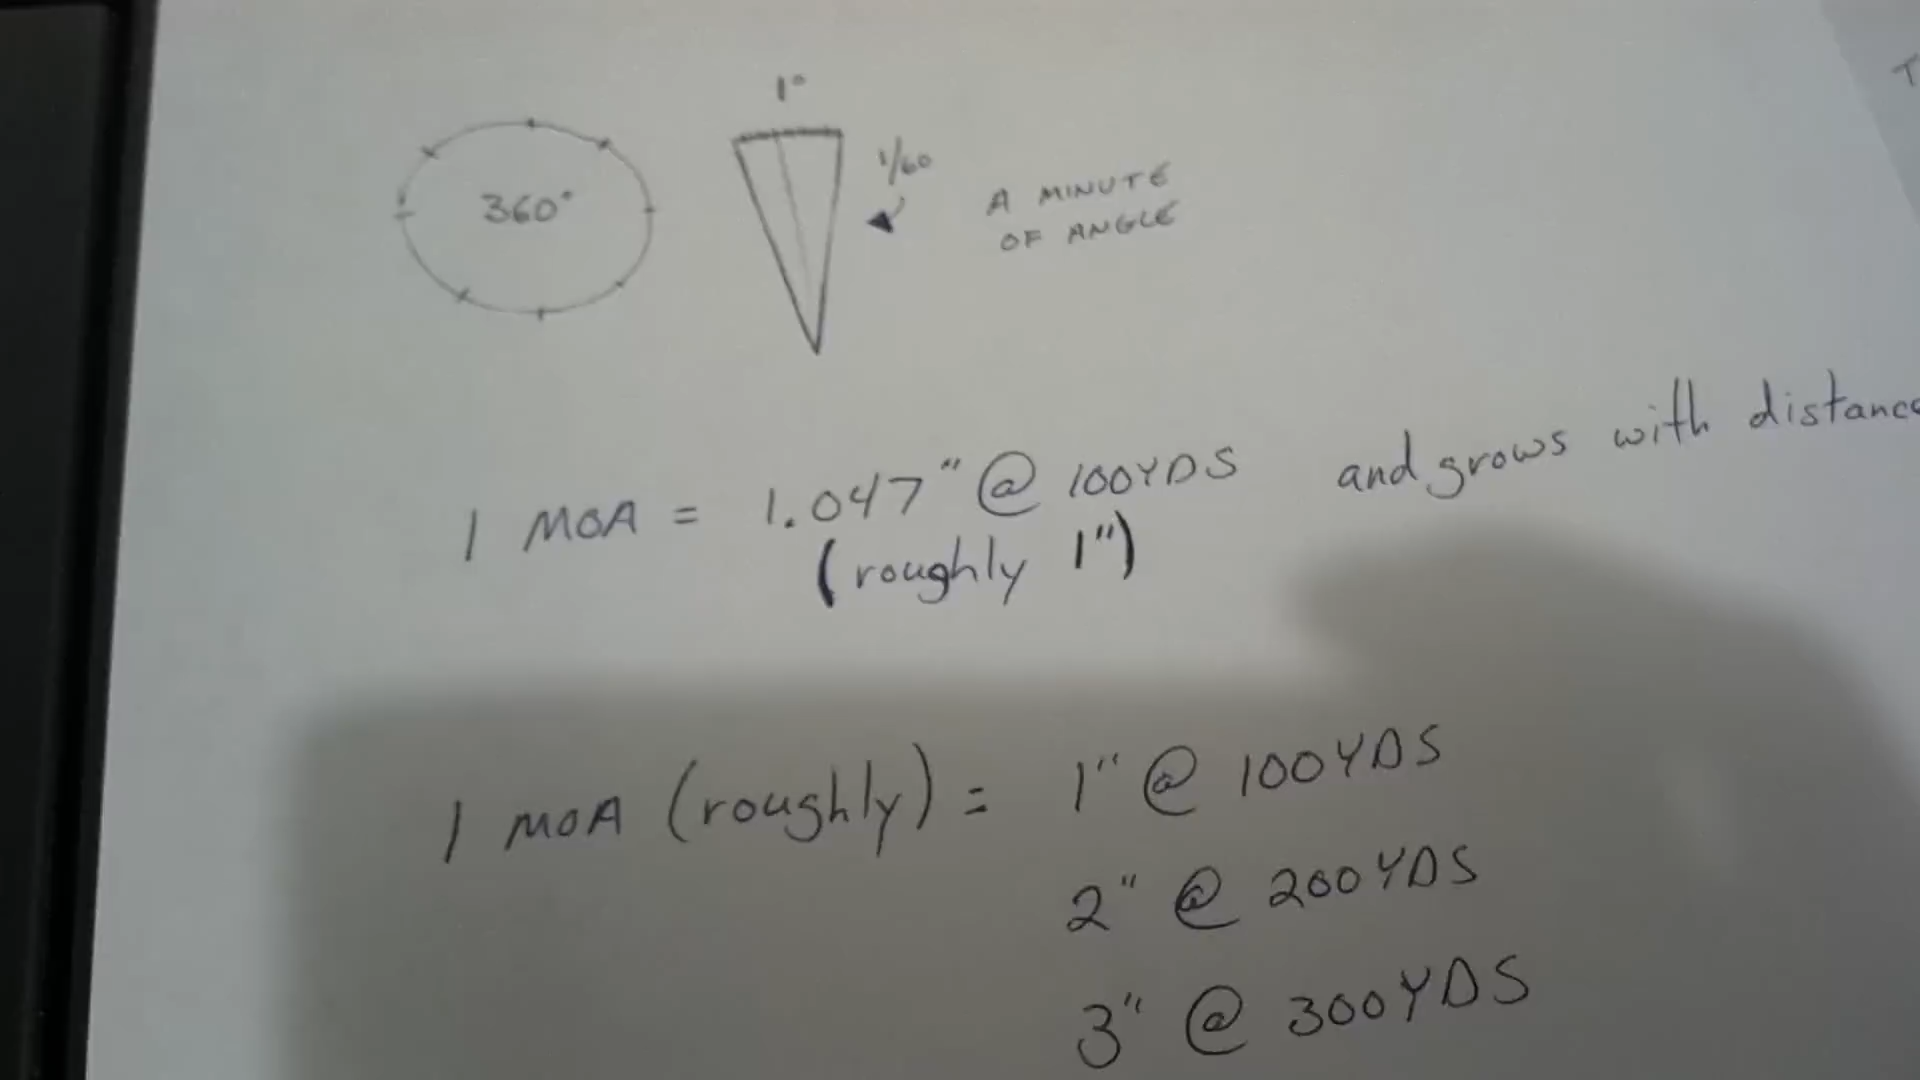 1°
360°
1/60
A MINUTE
OF ANGLE
1 MOA = 1.047" @ 100YDS and grows with distance
(roughly 1")
1 MOA (roughly) = 1" @ 100YDS
2" @ 200YDS
3" @ 300YDS